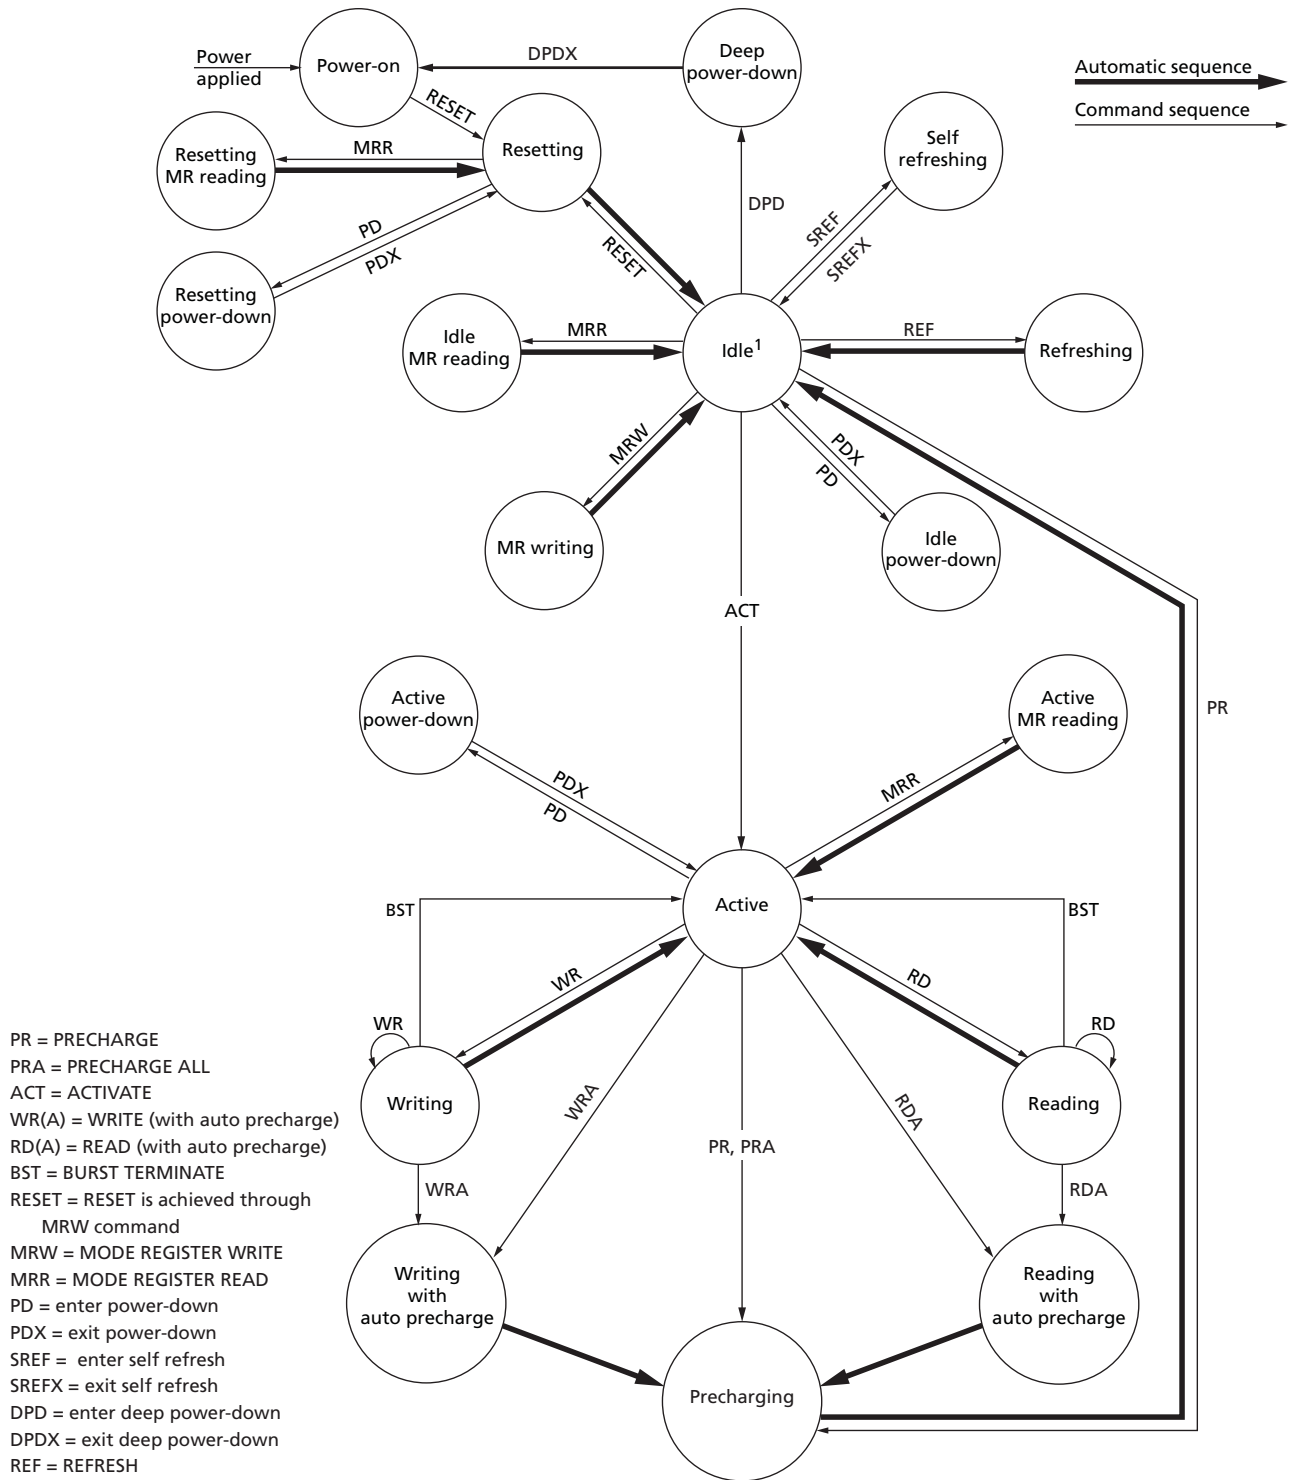 Power
applied
Power-on
DPDX
Deep
power-down
Automatic sequence
Command sequence
RESET
Resetting
MR reading
MRR
Resetting
Self
refreshing
DPD
SREF
SREFX
PD
PDX
RESET
Resetting
power-down
Idle
MR reading
MRR
Idle1
REF
Refreshing
MRW
PDX
PD
MR writing
Idle
power-down
ACT
Active
power-down
Active
MR reading
PR
PDX
PD
MRR
BST
Active
BST
WR
RD
WR
RD
Writing
Reading
WRA
RDA
PR, PRA
WRA
RDA
Writing
with
auto precharge
Reading
with
auto precharge
Precharging
PR = PRECHARGE
PRA = PRECHARGE ALL
ACT = ACTIVATE
WR(A) = WRITE (with auto precharge)
RD(A) = READ (with auto precharge)
BST = BURST TERMINATE
RESET = RESET is achieved through
MRW command
MRW = MODE REGISTER WRITE
MRR = MODE REGISTER READ
PD = enter power-down
PDX = exit power-down
SREF =  enter self refresh
SREFX = exit self refresh
DPD = enter deep power-down
DPDX = exit deep power-down
REF = REFRESH